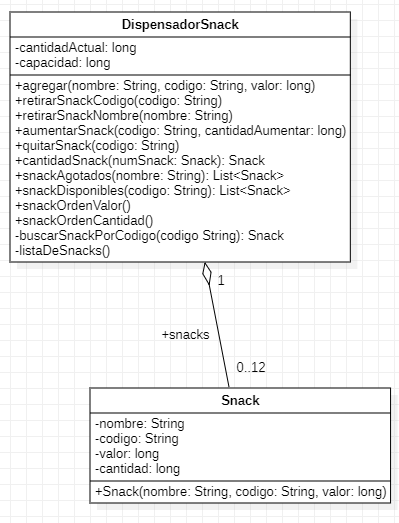 DispensadorSnack
-cantidadActual: long
-capacidad: long
+agregar(nombre: String, codigo: String, valor: long)
+retirarSnackCodigo(codigo: String)
+retirarSnackNombre(nombre: String)
+aumentarSnack(codigo: String, cantidadAumentar: long)
+quitarSnack(codigo: String)
+cantidadSnack(numSnack: Snack): Snack
+snackAgotados(nombre: String): List<Snack>
+snackDisponibles(codigo: String): List<Snack>
+snackOrdenValor()
+snackOrdenCantidad()
-buscarSnackPorCodigo(codigo String): Snack
-listaDeSnacks()
1
+snacks
0..12
Snack
-nombre: String
-codigo: String
-valor: long
-cantidad: long
+Snack(nombre: String, codigo: String, valor: long)